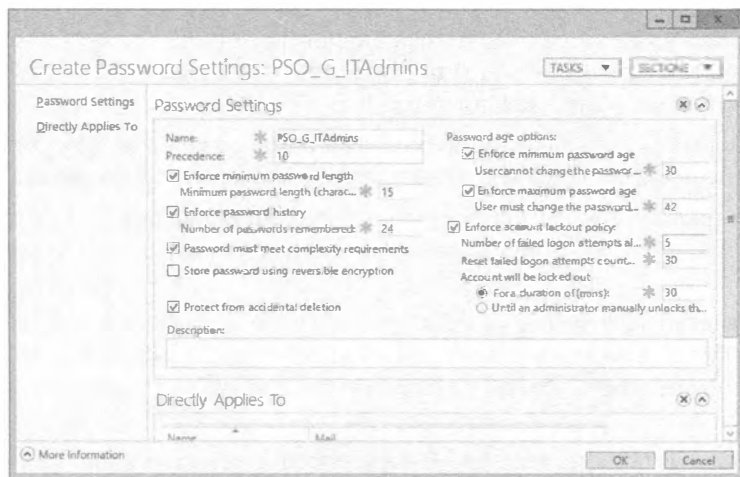 Create Password Settings: PSO_G_ITAdmins
TASKS
SECTIONE
Password Settings
Directly Applies To
Password Settings
Name: PSO_G_ITAdmins
Precedence: 10
Enforce minimum password length
Minimum password length (charac... 15
Enforce password history
Number of passwords remembered: 24
Password must meet complexity requirements
Store password using reversible encryption
Protect from accidental deletion
Description:
Password age options:
Enforce minimum password age
User cannot change the passwor... 30
Enforce maximum password age
User must change the password... 42
Enforce account lockout policy:
Number of failed logon attempts al... 5
Reset failed logon attempts count... 30
Account will be locked out
For a duration of (mins): 30
Until an administrator manually unlocks th...
Directly Applies To
Name Mail
More Information
OK Cancel